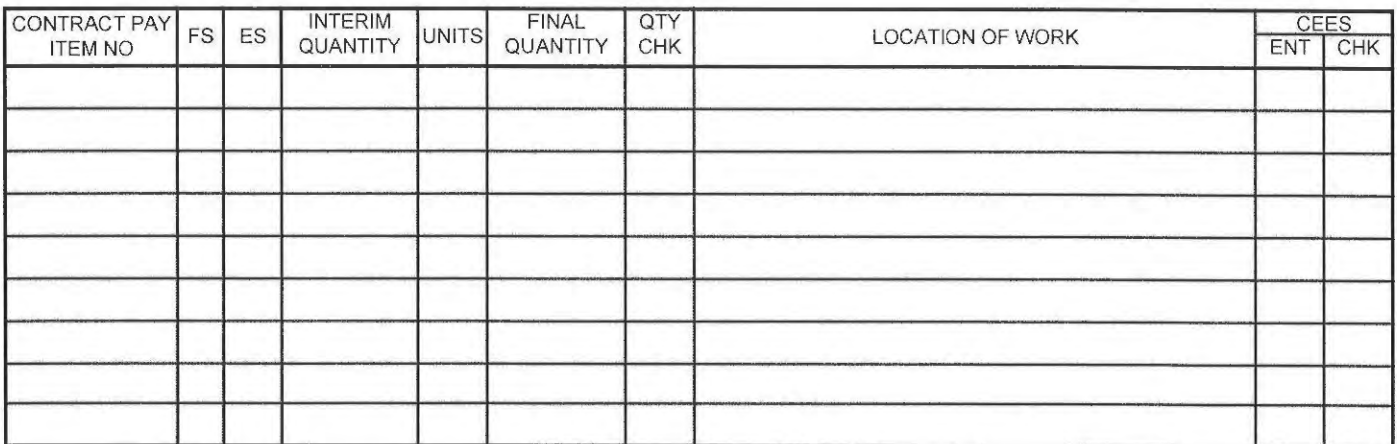 CONTRACT PAY
ITEM NO
FS
ES
INTERIM
QUANTITY
UNITS
FINAL
QUANTITY
QTY
CHK
LOCATION OF WORK
CEES
ENT
CHK